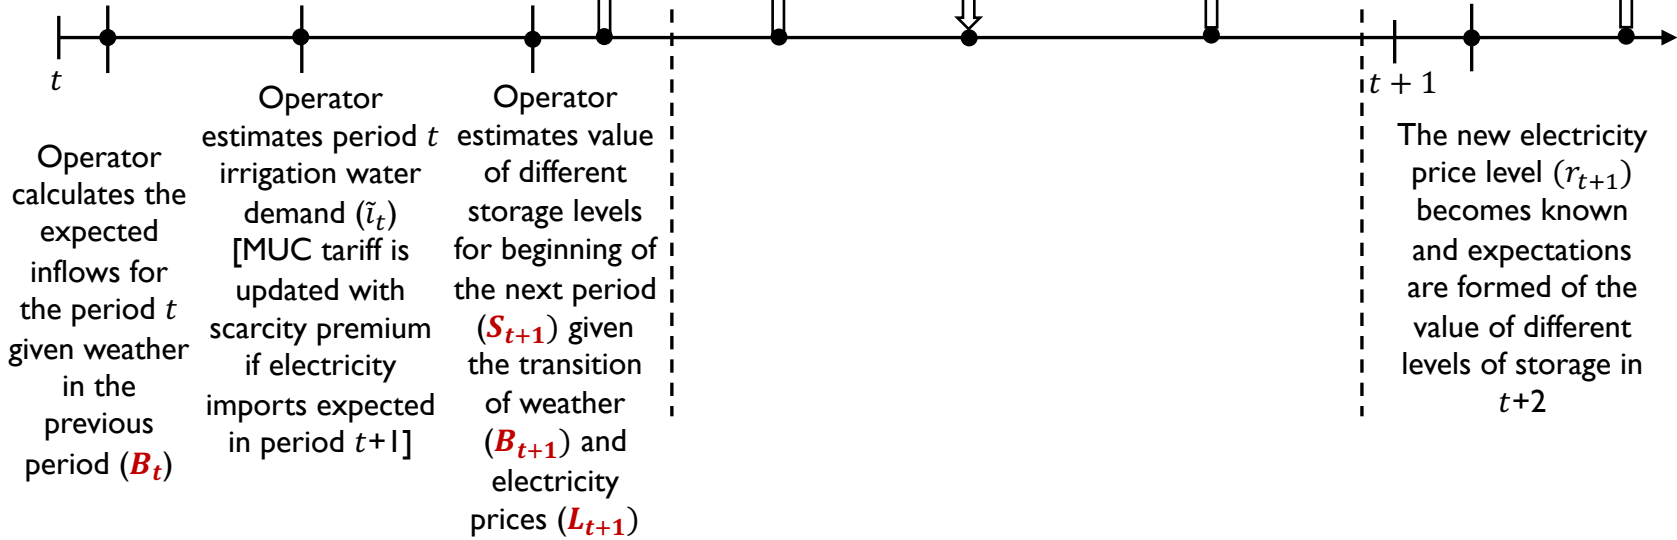 t
t + 1
Operator
calculates the
expected
inflows for
the period t
given weather
in the
previous
period (B_t)
Operator
estimates period t
irrigation water
demand (ĩ_t)
[MUC tariff is
updated with
scarcity premium
if electricity
imports expected
in period t+1]
Operator
estimates value
of different
storage levels
for beginning of
the next period
(S_{t+1}) given
the transition
of weather
(B_{t+1}) and
electricity
prices (L_{t+1})
The new electricity
price level (r_{t+1})
becomes known
and expectations
are formed of the
value of different
levels of storage in
t+2